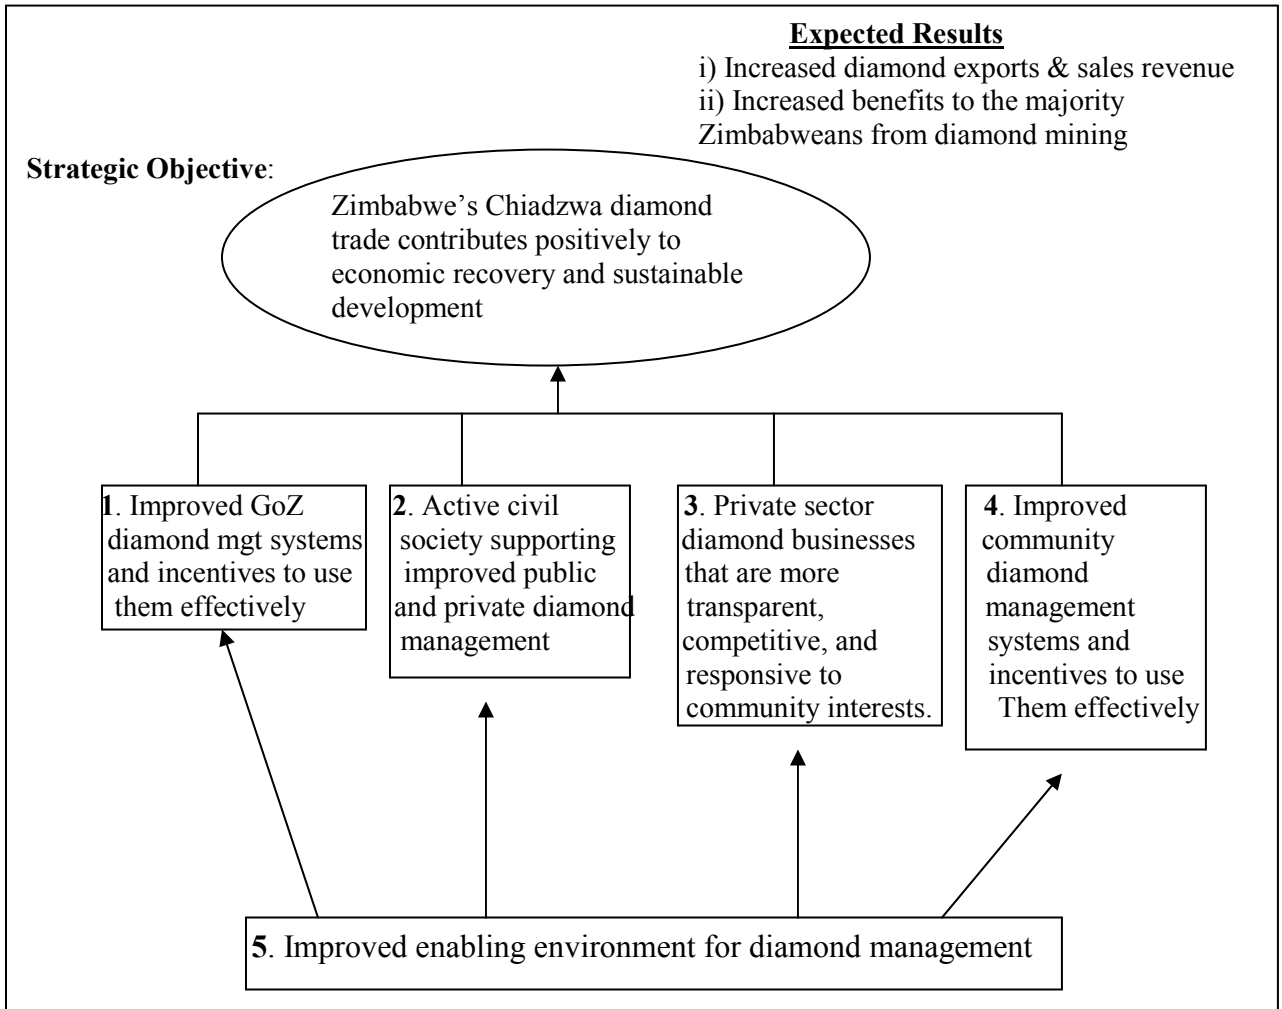 Expected Results
i) Increased diamond exports & sales revenue
ii) Increased benefits to the majority
Zimbabweans from diamond mining
Strategic Objective:
Zimbabwe’s Chiadzwa diamond
trade contributes positively to
economic recovery and sustainable
development
1. Improved GoZ
diamond mgt systems
and incentives to use
them effectively
2. Active civil
society supporting
improved public
and private diamond
management
3. Private sector
diamond businesses
that are more
transparent,
competitive, and
responsive to
community interests.
4. Improved
community
diamond
management
systems and
incentives to use
Them effectively
5. Improved enabling environment for diamond management